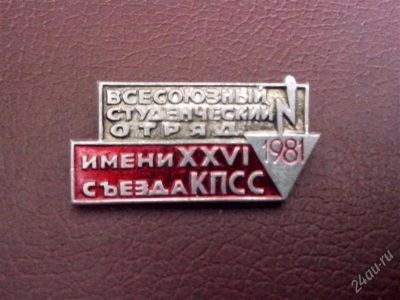 ВСЕСОЮЗНЫЙ
СТУДЕНЧЕСКИЙ
ОТРЯД
ИМЕНИ XXVI
СЪЕЗДА КПСС
1981
24au.ru